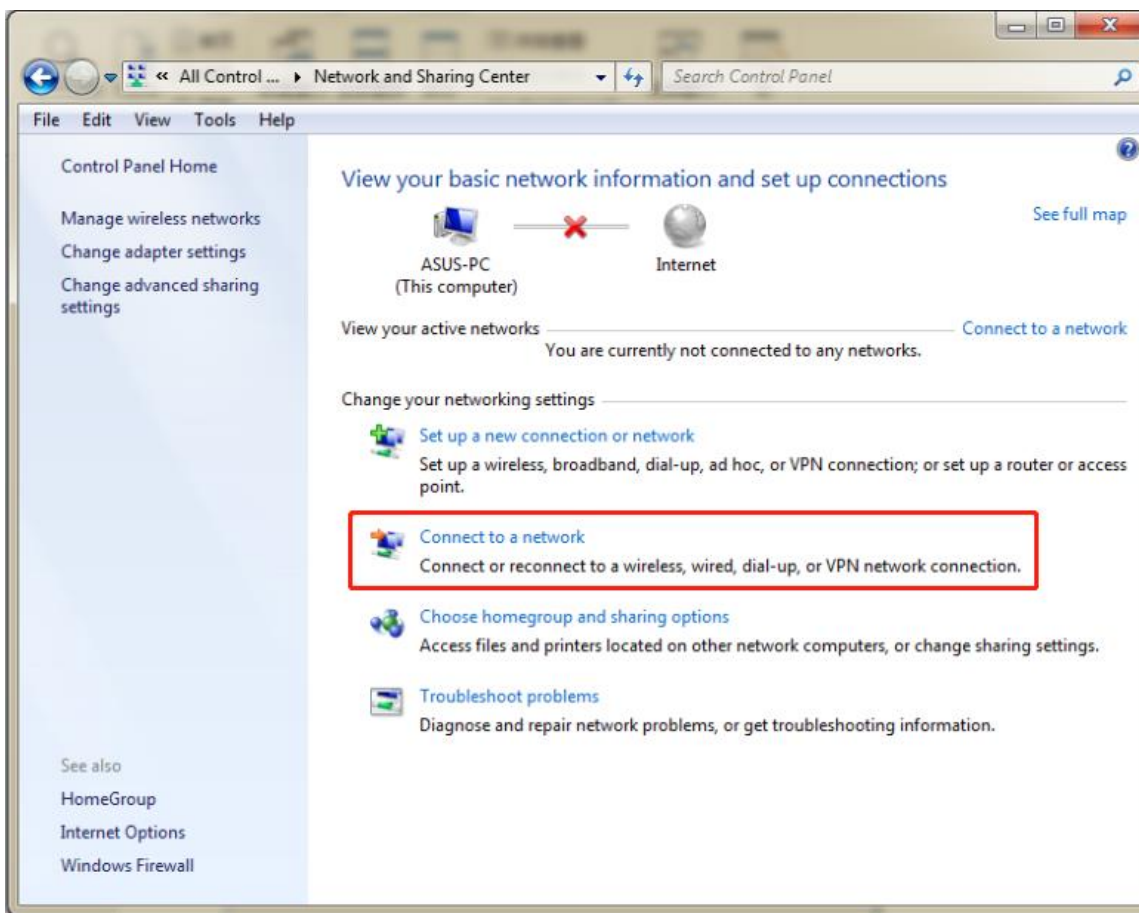 « All Control ... ▸ Network and Sharing Center
Search Control Panel
File Edit View Tools Help
Control Panel Home
Manage wireless networks
Change adapter settings
Change advanced sharing
settings
See also
HomeGroup
Internet Options
Windows Firewall
View your basic network information and set up connections
See full map
ASUS-PC
(This computer)
Internet
View your active networks
Connect to a network
You are currently not connected to any networks.
Change your networking settings
Set up a new connection or network
Set up a wireless, broadband, dial-up, ad hoc, or VPN connection; or set up a router or access
point.
Connect to a network
Connect or reconnect to a wireless, wired, dial-up, or VPN network connection.
Choose homegroup and sharing options
Access files and printers located on other network computers, or change sharing settings.
Troubleshoot problems
Diagnose and repair network problems, or get troubleshooting information.